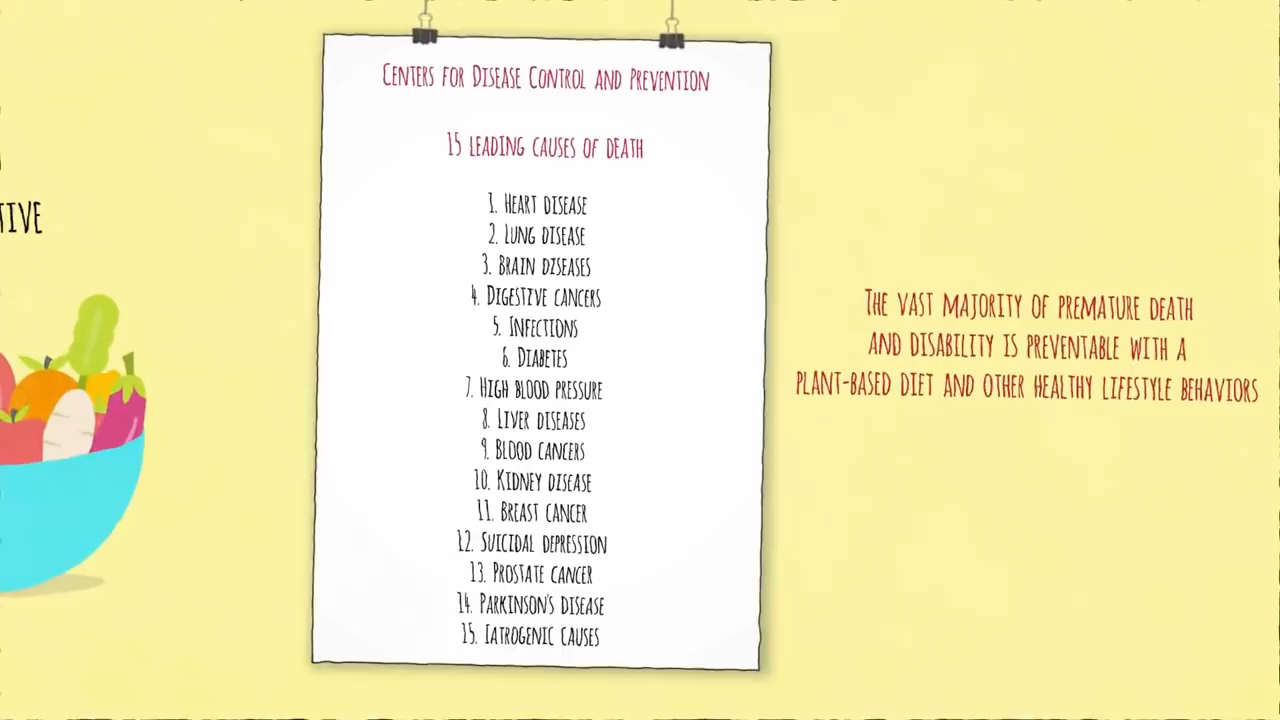 TIVE
Centers for Disease Control and Prevention
15 leading causes of death
1. Heart disease
2. Lung disease
3. Brain diseases
4. Digestive cancers
5. Infections
6. Diabetes
7. High blood pressure
8. Liver diseases
9. Blood cancers
10. Kidney disease
11. Breast cancer
12. Suicidal depression
13. Prostate cancer
14. Parkinson's disease
15. Iatrogenic causes
The vast majority of premature death
and disability is preventable with a
plant-based diet and other healthy lifestyle behaviors